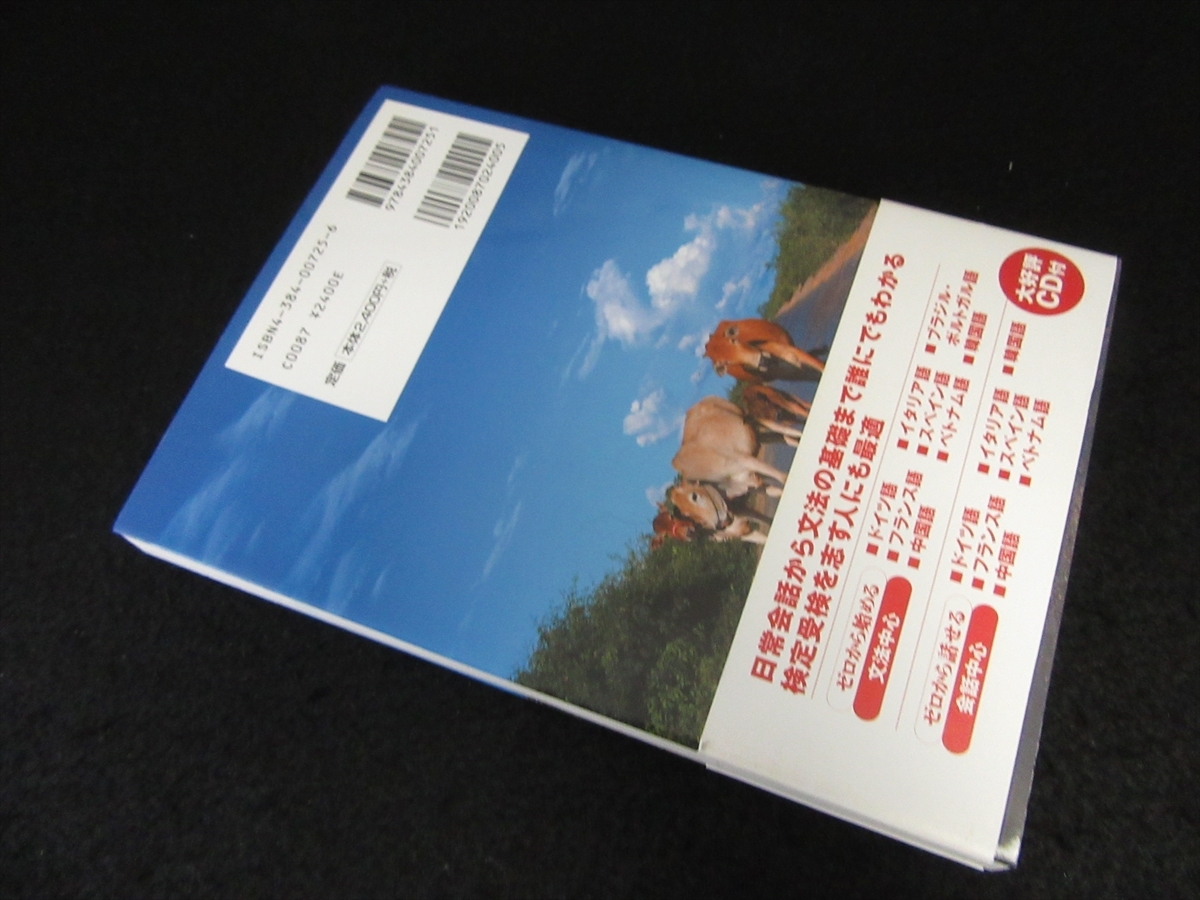 9784384007251
1920087024005
ISBN4-384-00725-6
C0087 ¥2400E
定価 本体2,400円+税
日常会話から文法の基礎まで誰にでもわかる
検定受検を志す人にも最適
ゼロから始める
文法中心
■ドイツ語
■フランス語
■中国語
■イタリア語
■スペイン語
■ベトナム語
■ブラジル・
ポルトガル語
■韓国語
ゼロから話せる
会話中心
■ドイツ語
■フランス語
■中国語
■イタリア語
■スペイン語
■ベトナム語
■韓国語
大好評
CD付